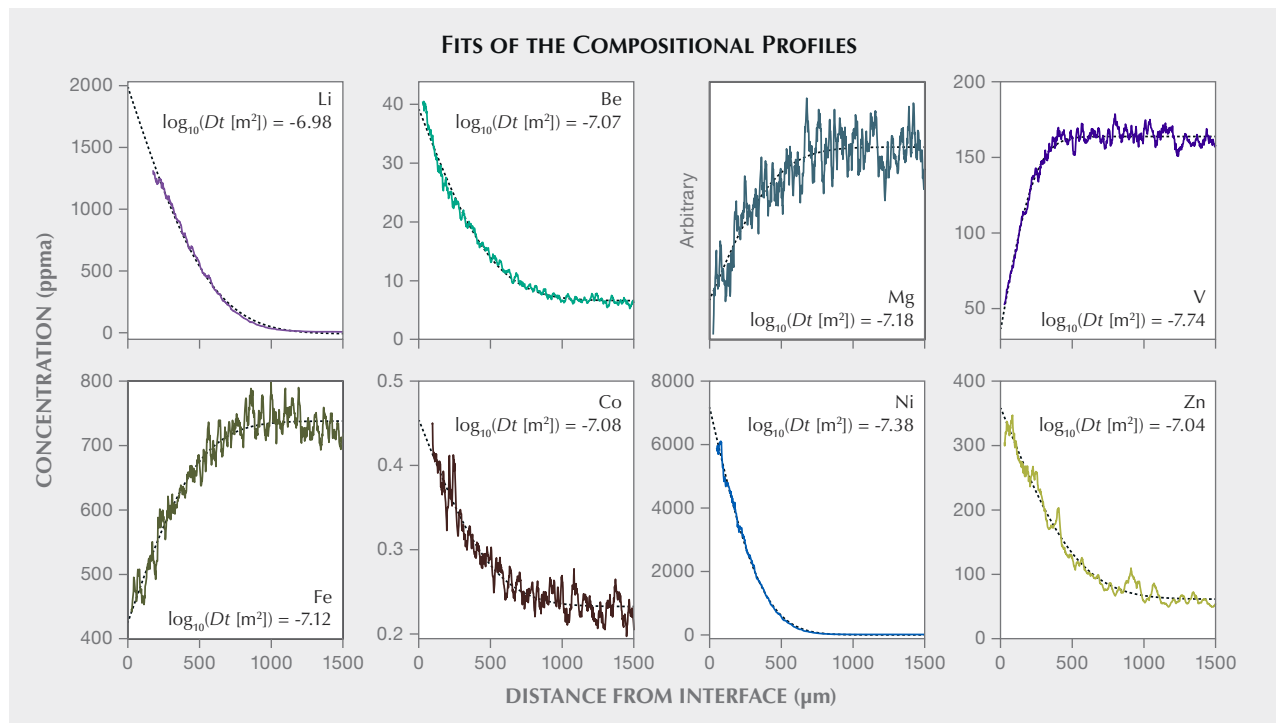 FITS OF THE COMPOSITIONAL PROFILES
CONCENTRATION (ppma)
2000
1500
1000
500
0
Li
log₁₀(Dt [m²]) = -6.98
40
30
20
10
0
Be
log₁₀(Dt [m²]) = -7.07
Arbitrary
Mg
log₁₀(Dt [m²]) = -7.18
200
150
100
50
V
log₁₀(Dt [m²]) = -7.74
800
700
600
500
400
Fe
log₁₀(Dt [m²]) = -7.12
0 500 1000 1500
0.5
0.4
0.3
0.2
Co
log₁₀(Dt [m²]) = -7.08
0 500 1000 1500
8000
6000
4000
2000
0
Ni
log₁₀(Dt [m²]) = -7.38
0 500 1000 1500
400
300
200
100
0
Zn
log₁₀(Dt [m²]) = -7.04
0 500 1000 1500
DISTANCE FROM INTERFACE (µm)